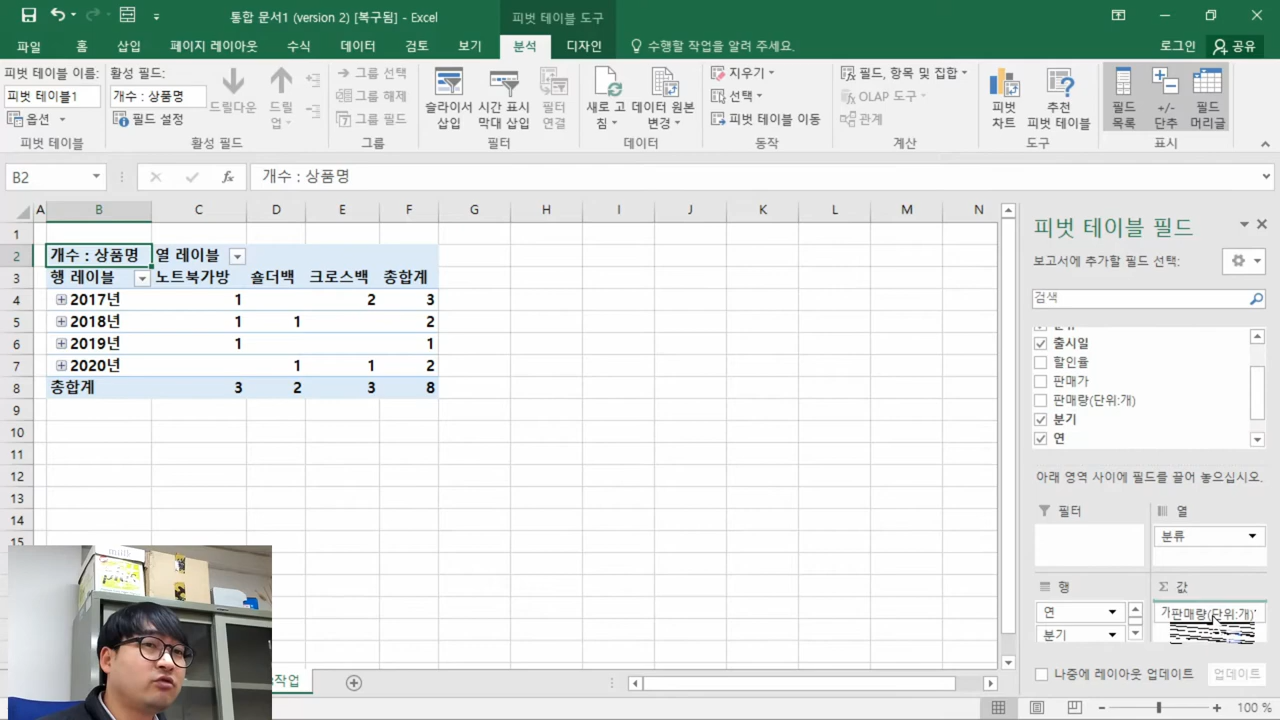 통합 문서1 (version 2) [복구됨] - Excel
피벗 테이블 도구
파일 홈 삽입 페이지 레이아웃 수식 데이터 검토 보기 분석 디자인 수행할 작업을 알려 주세요. 로그인 공유
피벗 테이블 이름: 활성 필드:
피벗 테이블1 개수 : 상품명
옵션 필드 설정
드릴다운 드릴업
그룹 선택
그룹 해제
그룹 필드
슬라이서 삽입
시간 표시 막대 삽입
필터 연결
새로 고침
데이터 원본 변경
지우기
선택
피벗 테이블 이동
필드, 항목 및 집합
OLAP 도구
관계
피벗 차트
추천 피벗 테이블
필드 목록
+/- 단추
필드 머리글
피벗 테이블 활성 필드 그룹 필터 데이터 동작 계산 도구 표시
B2 fx 개수 : 상품명
A B C D E F G H I J K L M N
1
2 개수 : 상품명 열 레이블
3 행 레이블 노트북가방 숄더백 크로스백 총합계
4 2017년 1 2 3
5 2018년 1 1 2
6 2019년 1 1
7 2020년 1 1 2
8 총합계 3 2 3 8
9
10
11
12
13
14
15
피벗 테이블 필드
보고서에 추가할 필드 선택:
검색
출시일
할인율
판매가
판매량(단위:개)
분기
연
아래 영역 사이에 필드를 끌어 놓으십시오.
필터 열
분류
행 Σ 값
연 판매량(단위:개)
분기
나중에 레이아웃 업데이트 업데이트
작업
100 %